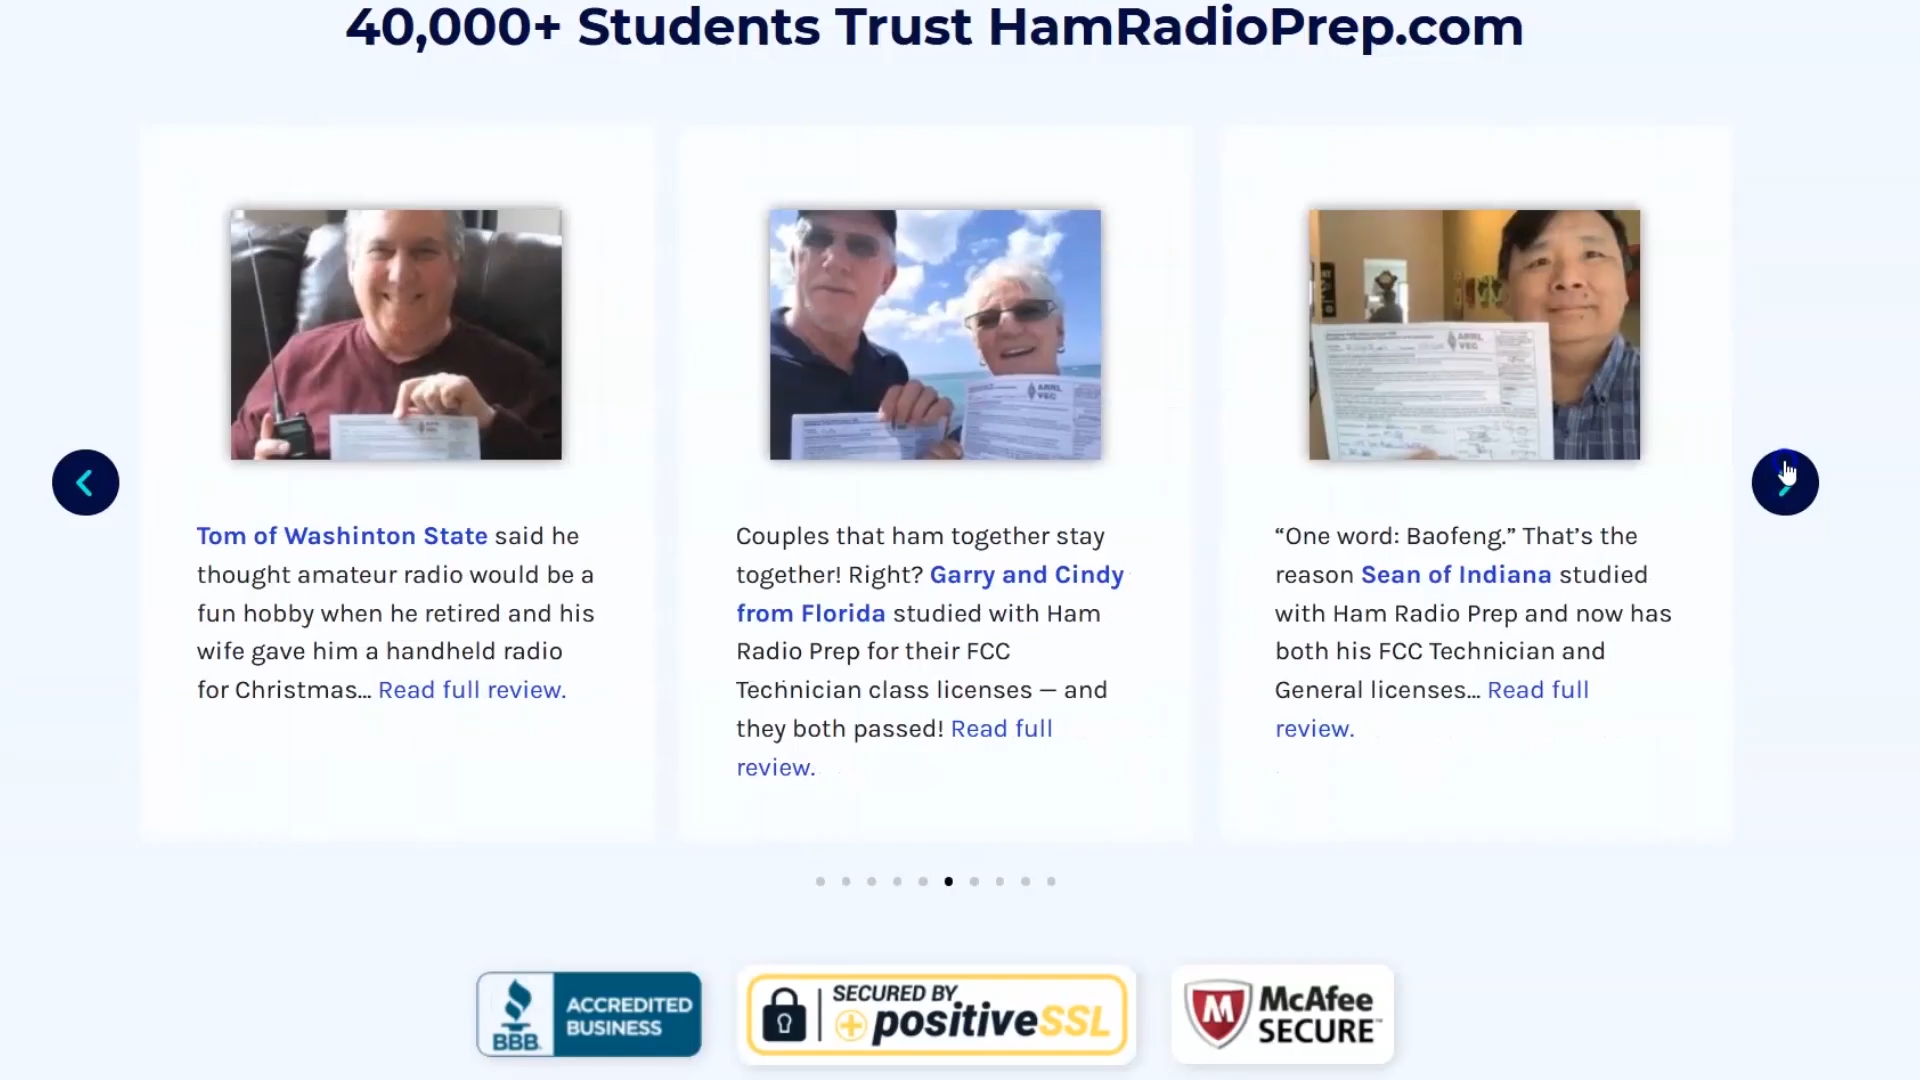 40,000+ Students Trust HamRadioPrep.com
ARRL
VEC
ARRL
VEC
Tom of Washinton State said he
thought amateur radio would be a
fun hobby when he retired and his
wife gave him a handheld radio
for Christmas... Read full review.
Couples that ham together stay
together! Right? Garry and Cindy
from Florida studied with Ham
Radio Prep for their FCC
Technician class licenses — and
they both passed! Read full
review.
“One word: Baofeng.” That’s the
reason Sean of Indiana studied
with Ham Radio Prep and now has
both his FCC Technician and
General licenses... Read full
review.
BBB
ACCREDITED
BUSINESS
SECURED BY
positiveSSL
McAfee
SECURE™